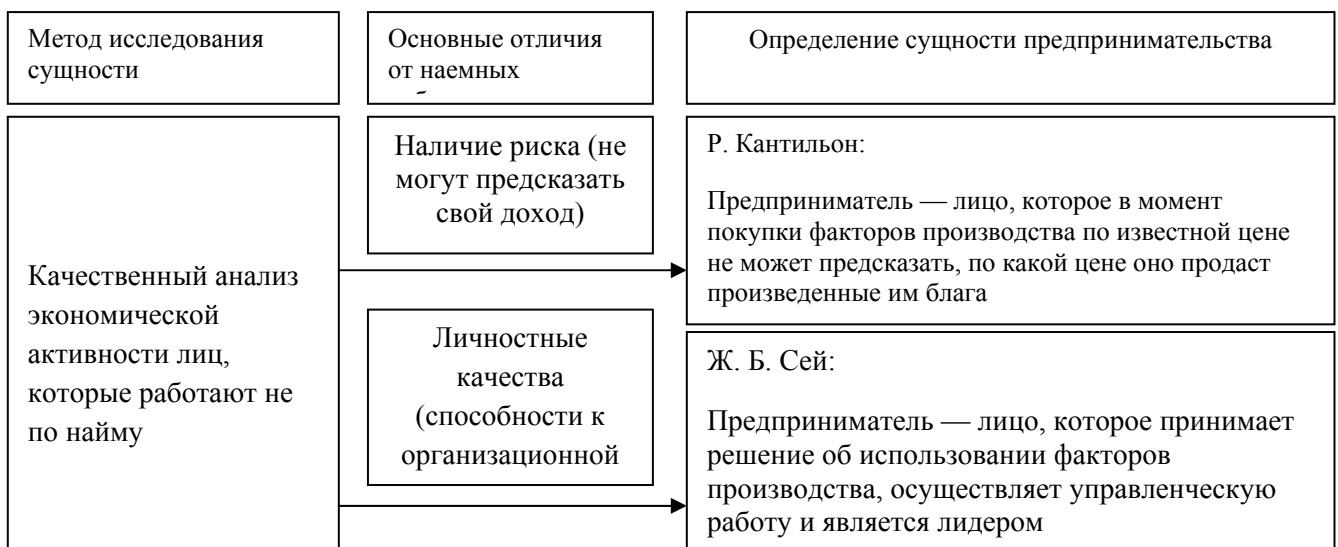 Метод исследования
сущности
Основные отличия
от наемных
Определение сущности предпринимательства
Качественный анализ
экономической
активности лиц,
которые работают не
по найму
Наличие риска (не
могут предсказать
свой доход)
Р. Кантильон:
Предприниматель — лицо, которое в момент
покупки факторов производства по известной цене
не может предсказать, по какой цене оно продаст
произведенные им блага
Личностные
качества
(способности к
организационной
Ж. Б. Сей:
Предприниматель — лицо, которое принимает
решение об использовании факторов
производства, осуществляет управленческую
работу и является лидером